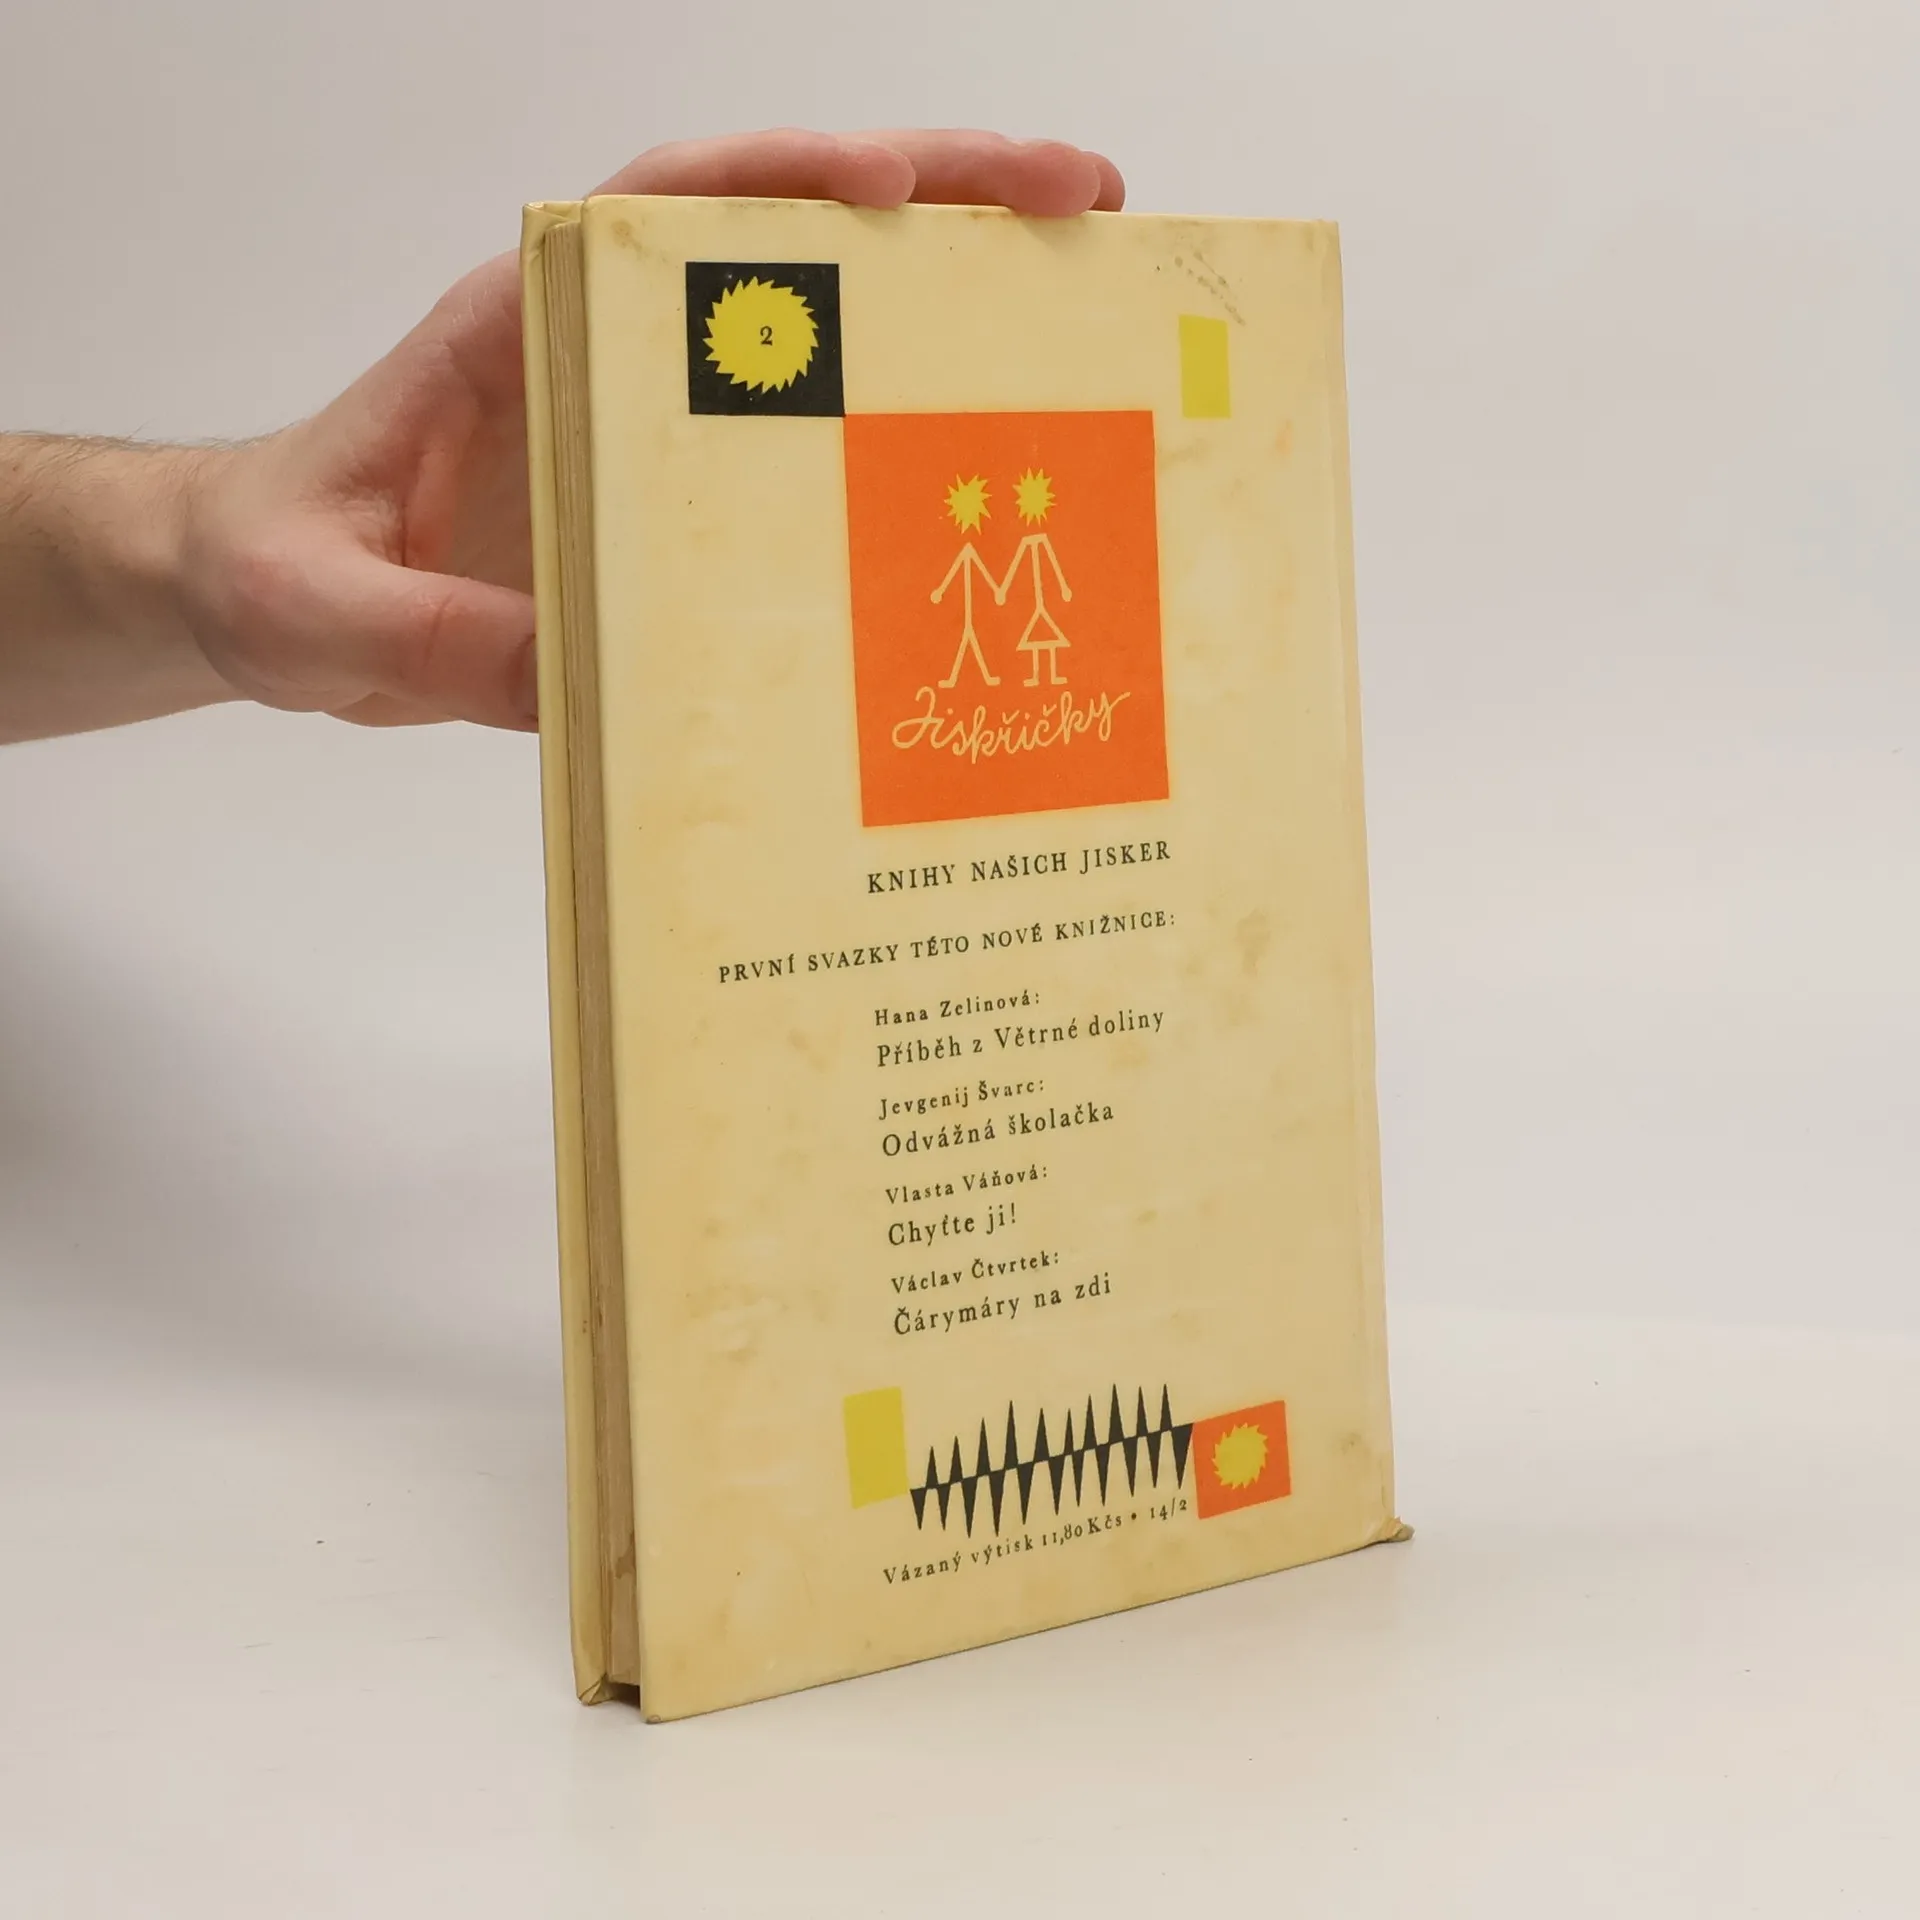 2
Jiskřičky
KNIHY NAŠICH JISKER
PRVNÍ SVAZKY TÉTO NOVÉ KNIŽNICE:
Hana Zelinová:
Příběh z Větrné doliny
Jevgenij Švarc:
Odvážná školačka
Vlasta Váňová:
Chyťte ji!
Václav Čtvrtek:
Čárymáry na zdi
Vázaný výtisk 11,80 Kčs • 14/2